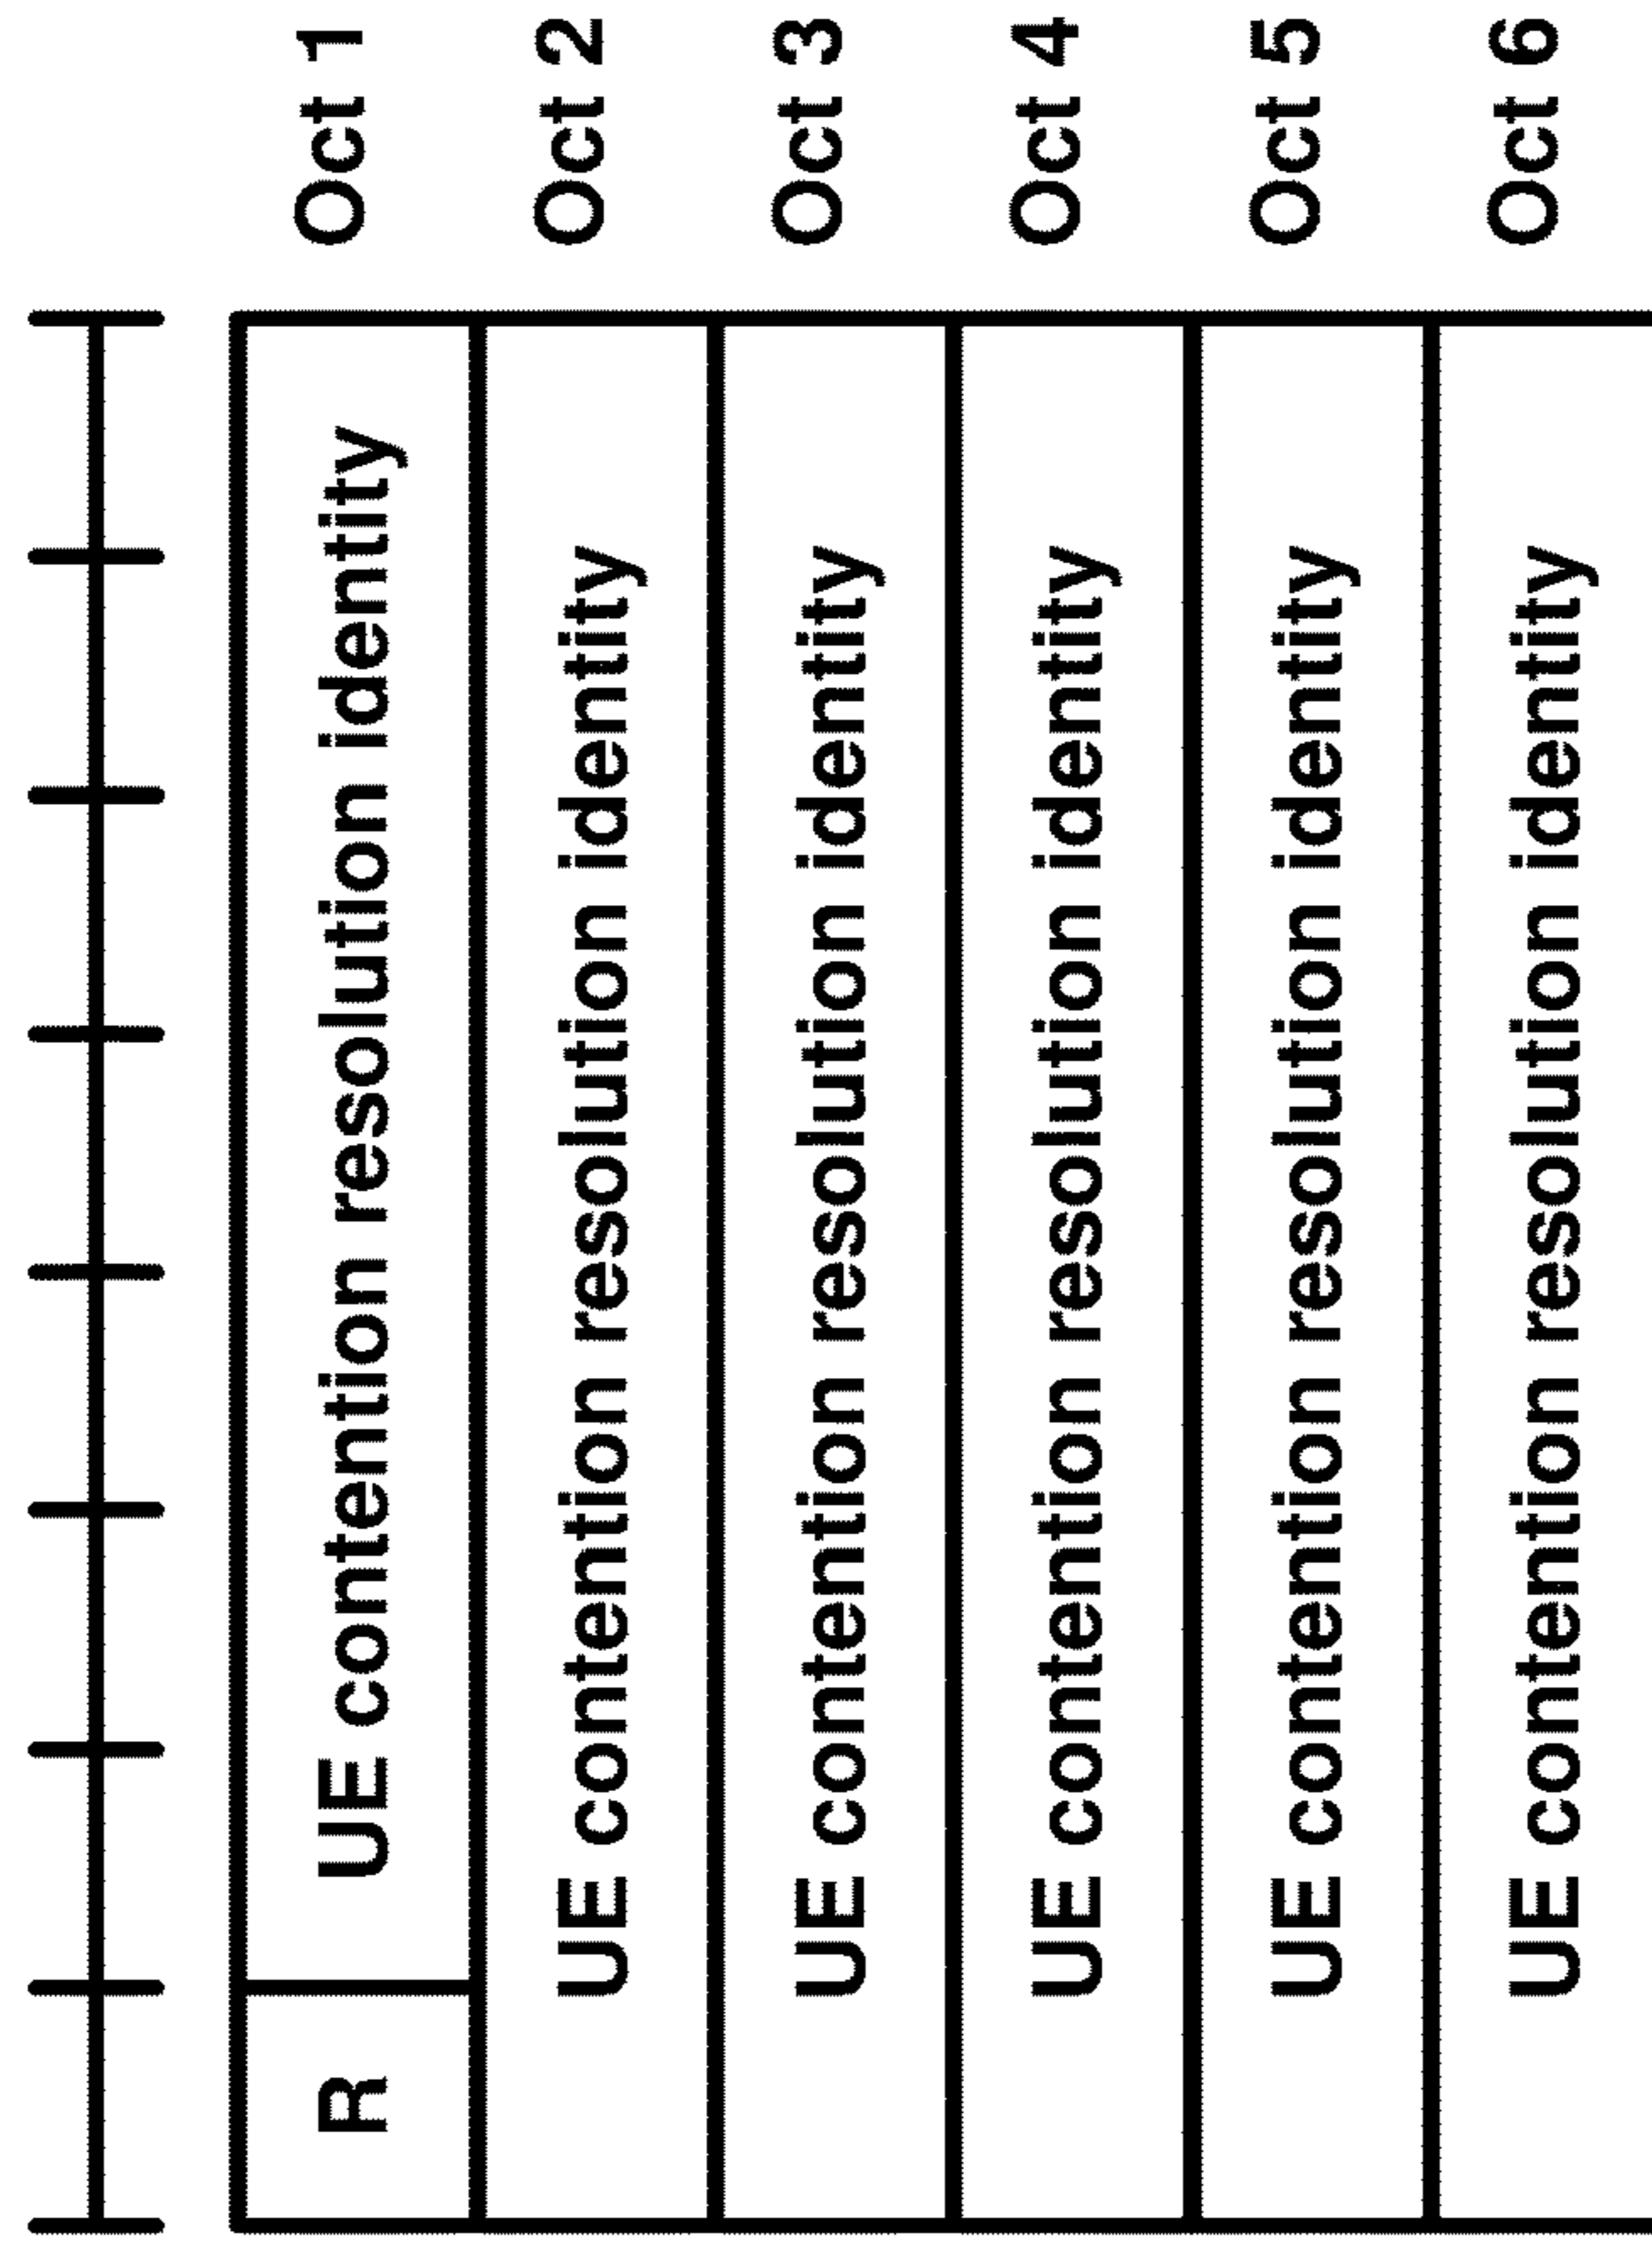 R UE contention resolution identity Oct 1
UE contention resolution identity Oct 2
UE contention resolution identity Oct 3
UE contention resolution identity Oct 4
UE contention resolution identity Oct 5
UE contention resolution identity Oct 6